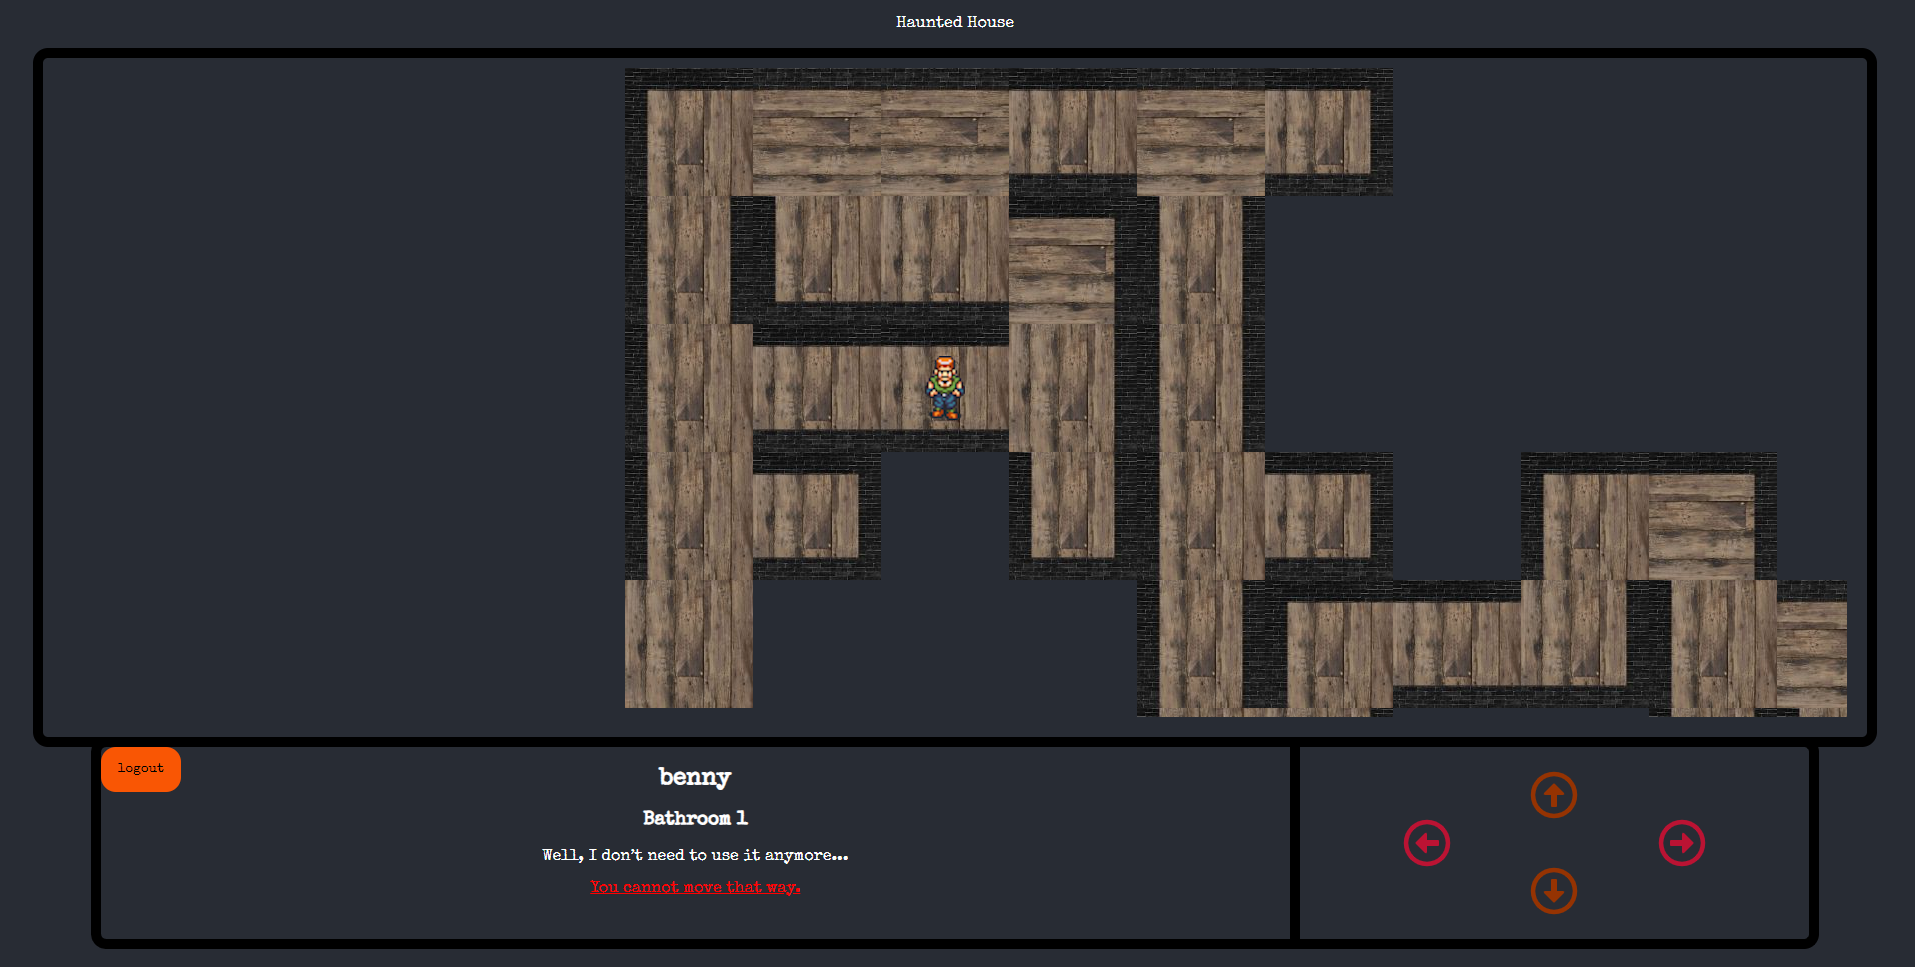 Haunted House
logout
benny
Bathroom 1
Well, I don't need to use it anymore...
You cannot move that way.